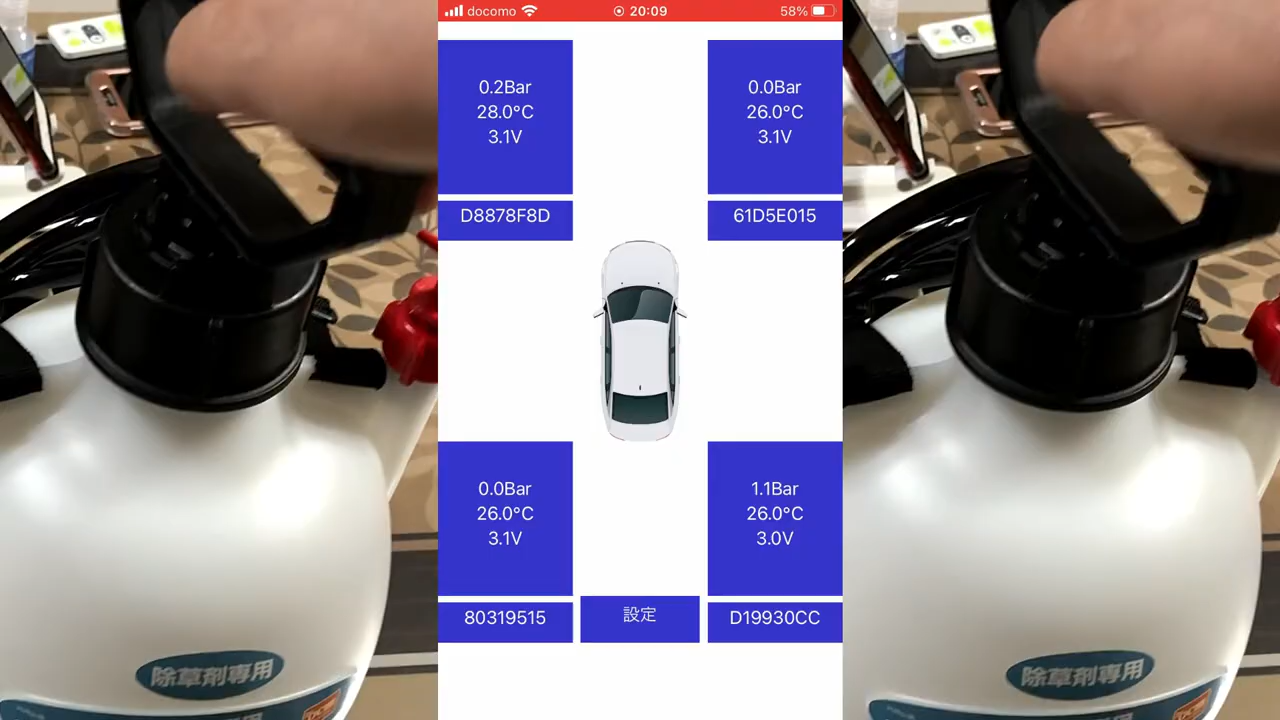 docomo
20:09
58%
0.2Bar
28.0°C
3.1V
D8878F8D
0.0Bar
26.0°C
3.1V
61D5E015
0.0Bar
26.0°C
3.1V
80319515
1.1Bar
26.0°C
3.0V
D19930CC
設定
除草剤専用
除草剤専用